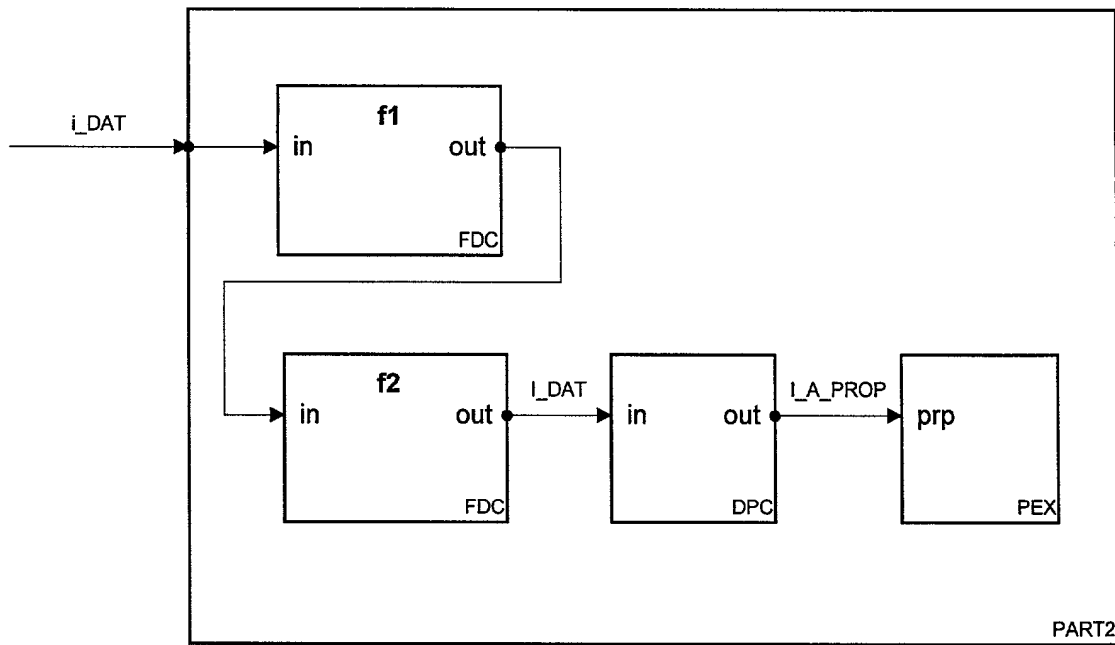 i_DAT
f1
in out
FDC
f2
in out
FDC
I_DAT
in out
DPC
I_A_PROP
prp
PEX
PART2